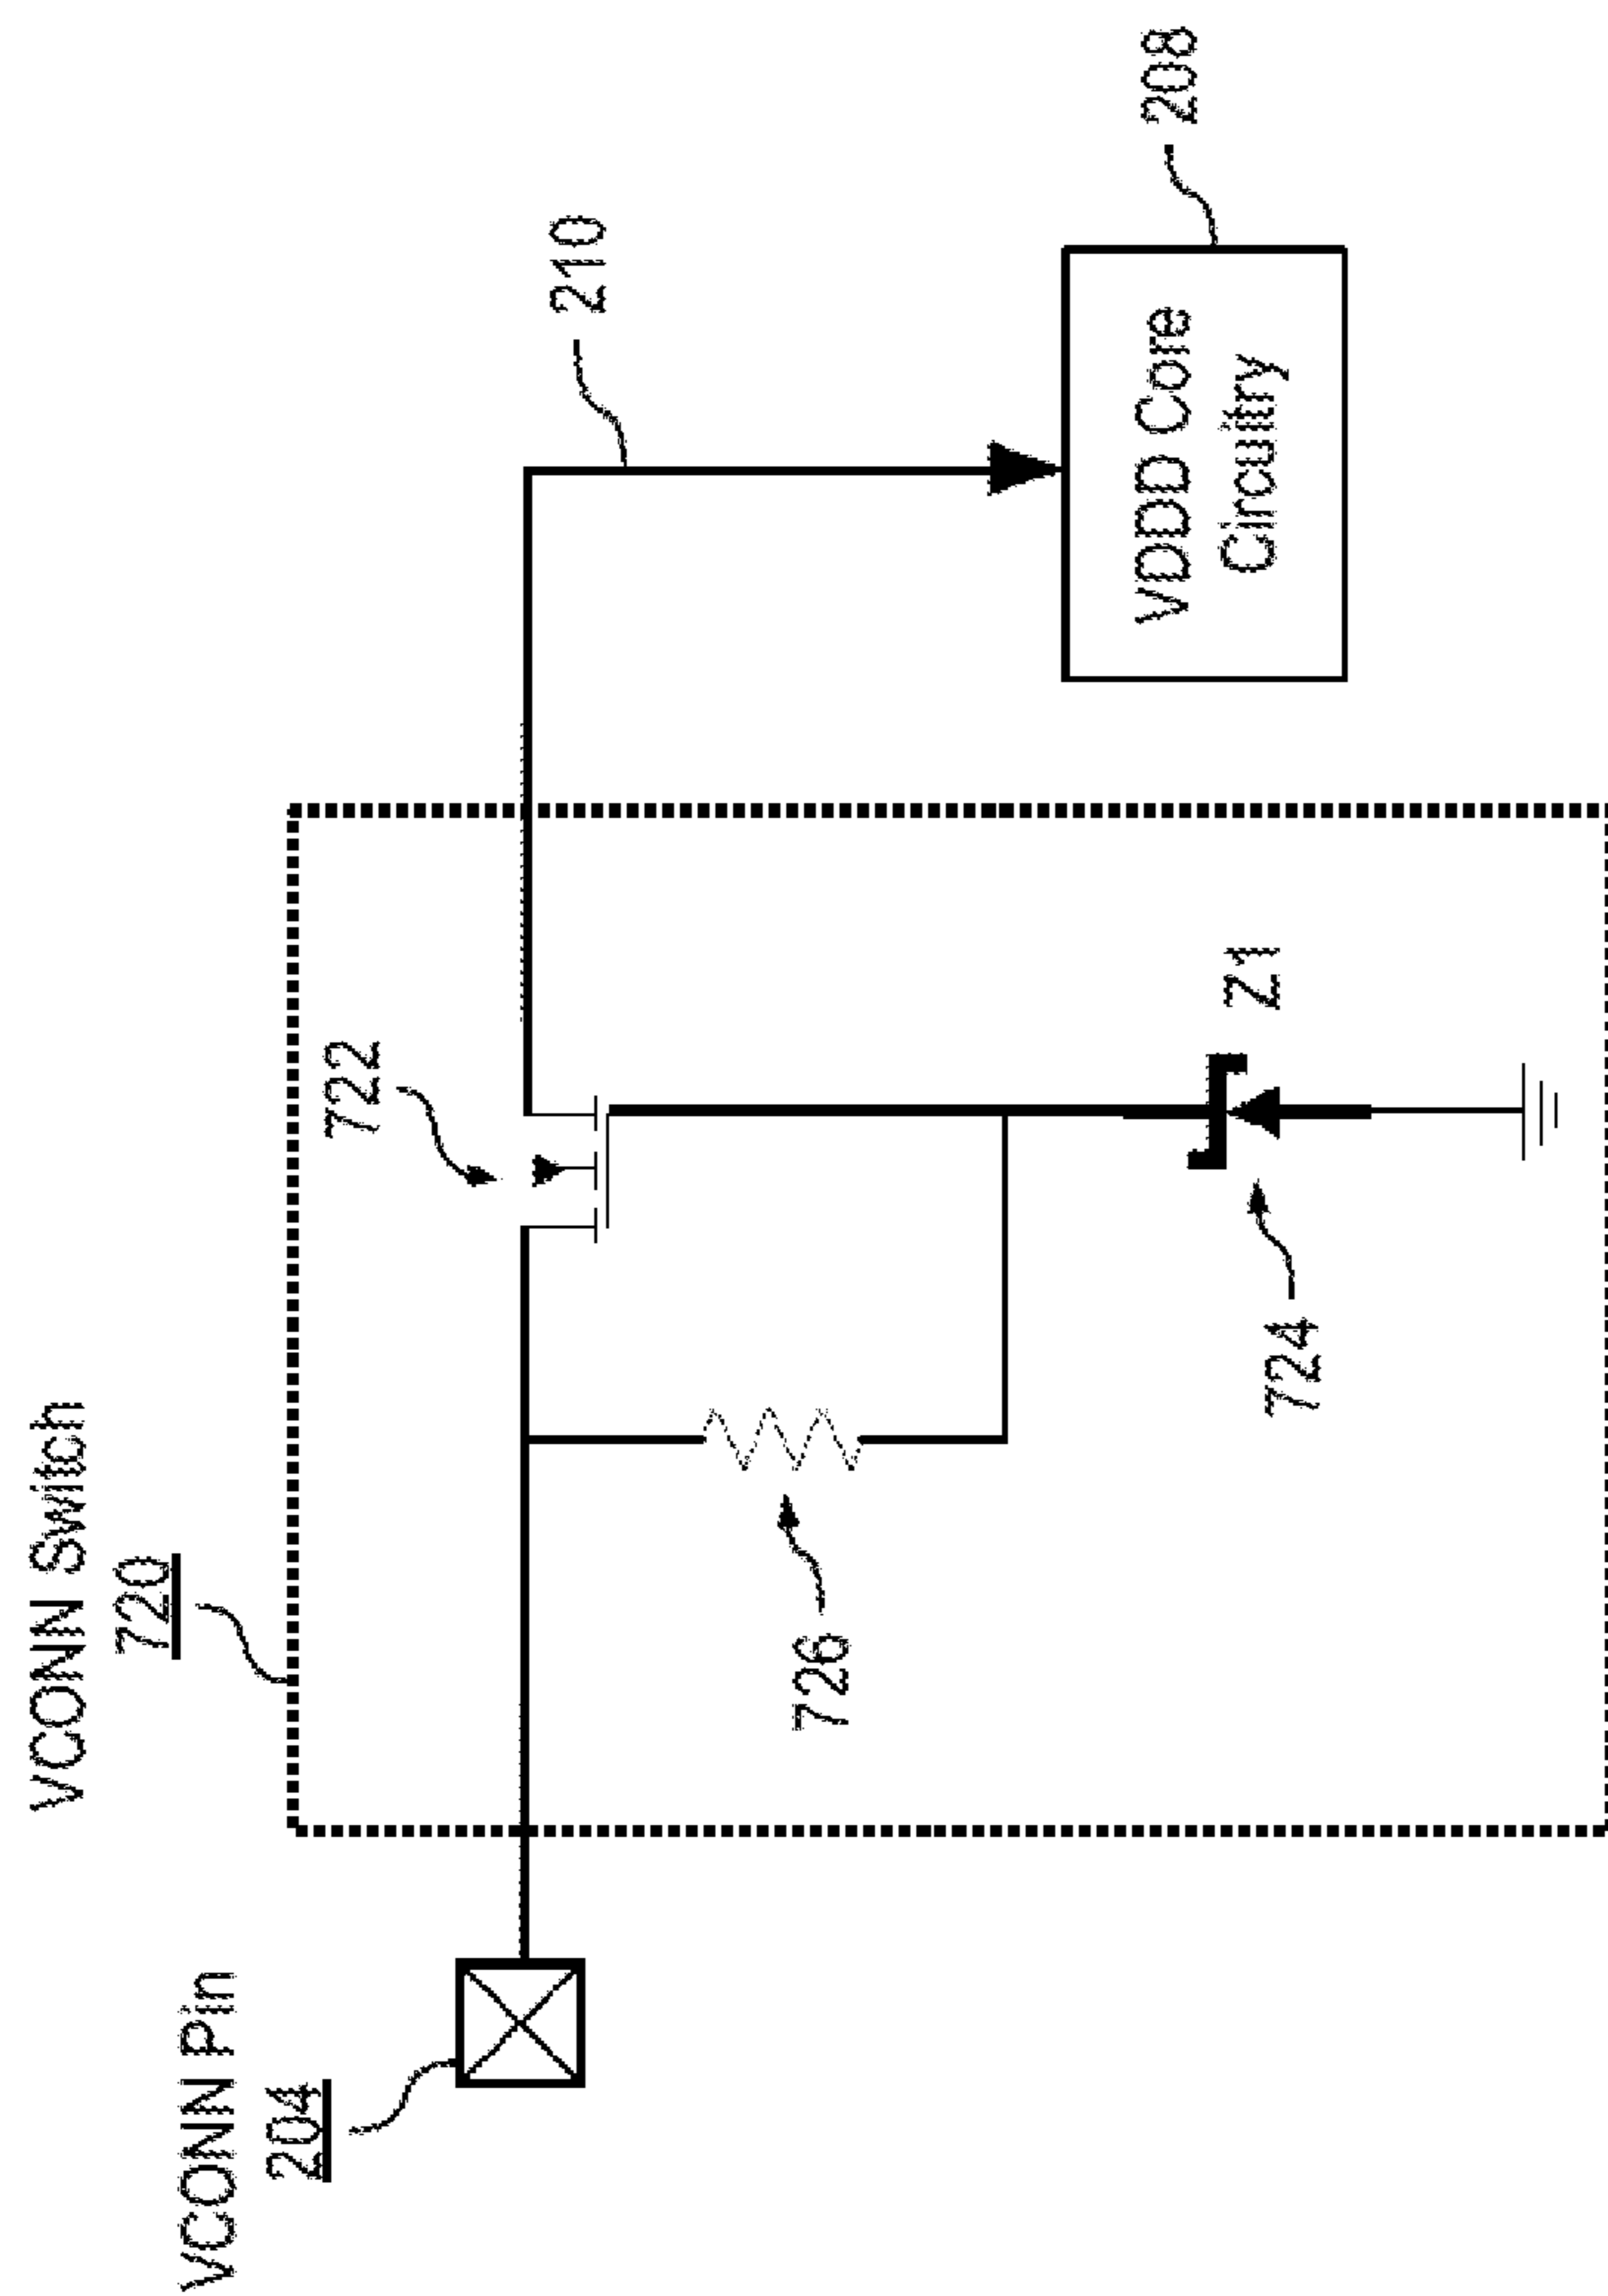 VCONN Pin
204
VCONN Switch
720
722
726
724
Z1
210
VDDD Core
Circuitry
208